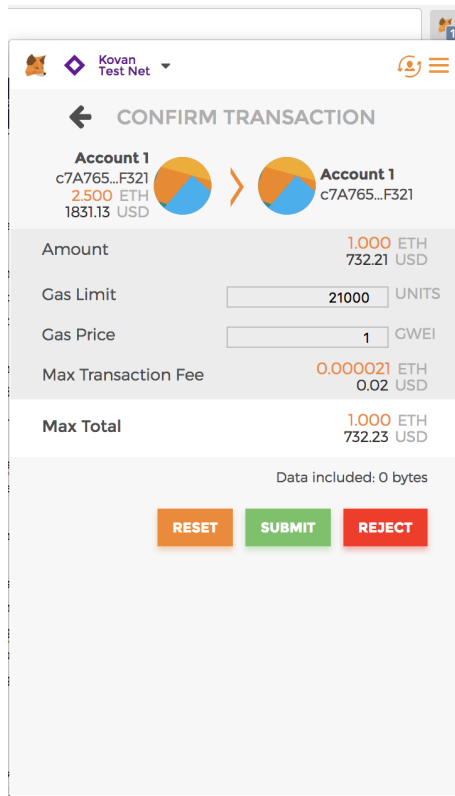 1
Kovan
Test Net
CONFIRM TRANSACTION
Account 1
c7A765...F321
2.500 ETH
1831.13 USD
Account 1
c7A765...F321
Amount
1.000 ETH
732.21 USD
Gas Limit
21000
UNITS
Gas Price
1
GWEI
Max Transaction Fee
0.000021 ETH
0.02 USD
Max Total
1.000 ETH
732.23 USD
Data included: 0 bytes
RESET
SUBMIT
REJECT